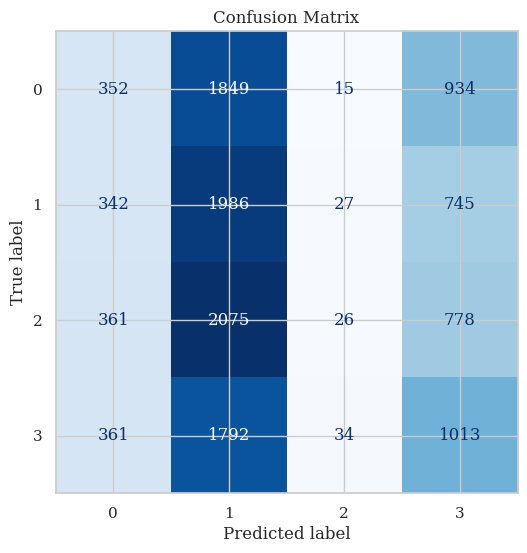 Confusion Matrix
True label
0 352 1849 15 934
1 342 1986 27 745
2 361 2075 26 778
3 361 1792 34 1013
0 1 2 3
Predicted label